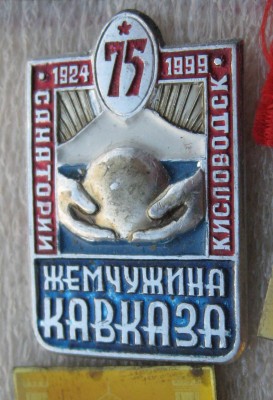 75
1924 1999
САНАТОРИЙ
КИСЛОВОДСК
ЖЕМЧУЖИНА
КАВКАЗА